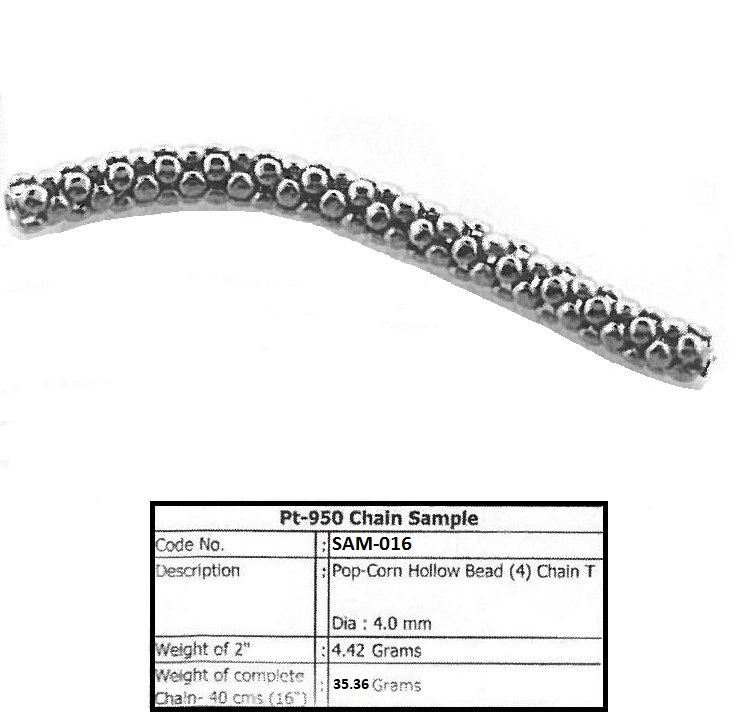 Pt-950 Chain Sample
Code No. : SAM-016
Description : Pop-Corn Hollow Bead (4) Chain T
Dia : 4.0 mm
Weight of 2" : 4.42 Grams
Weight of complete
Chain- 40 cms (16") : 35.36 Grams